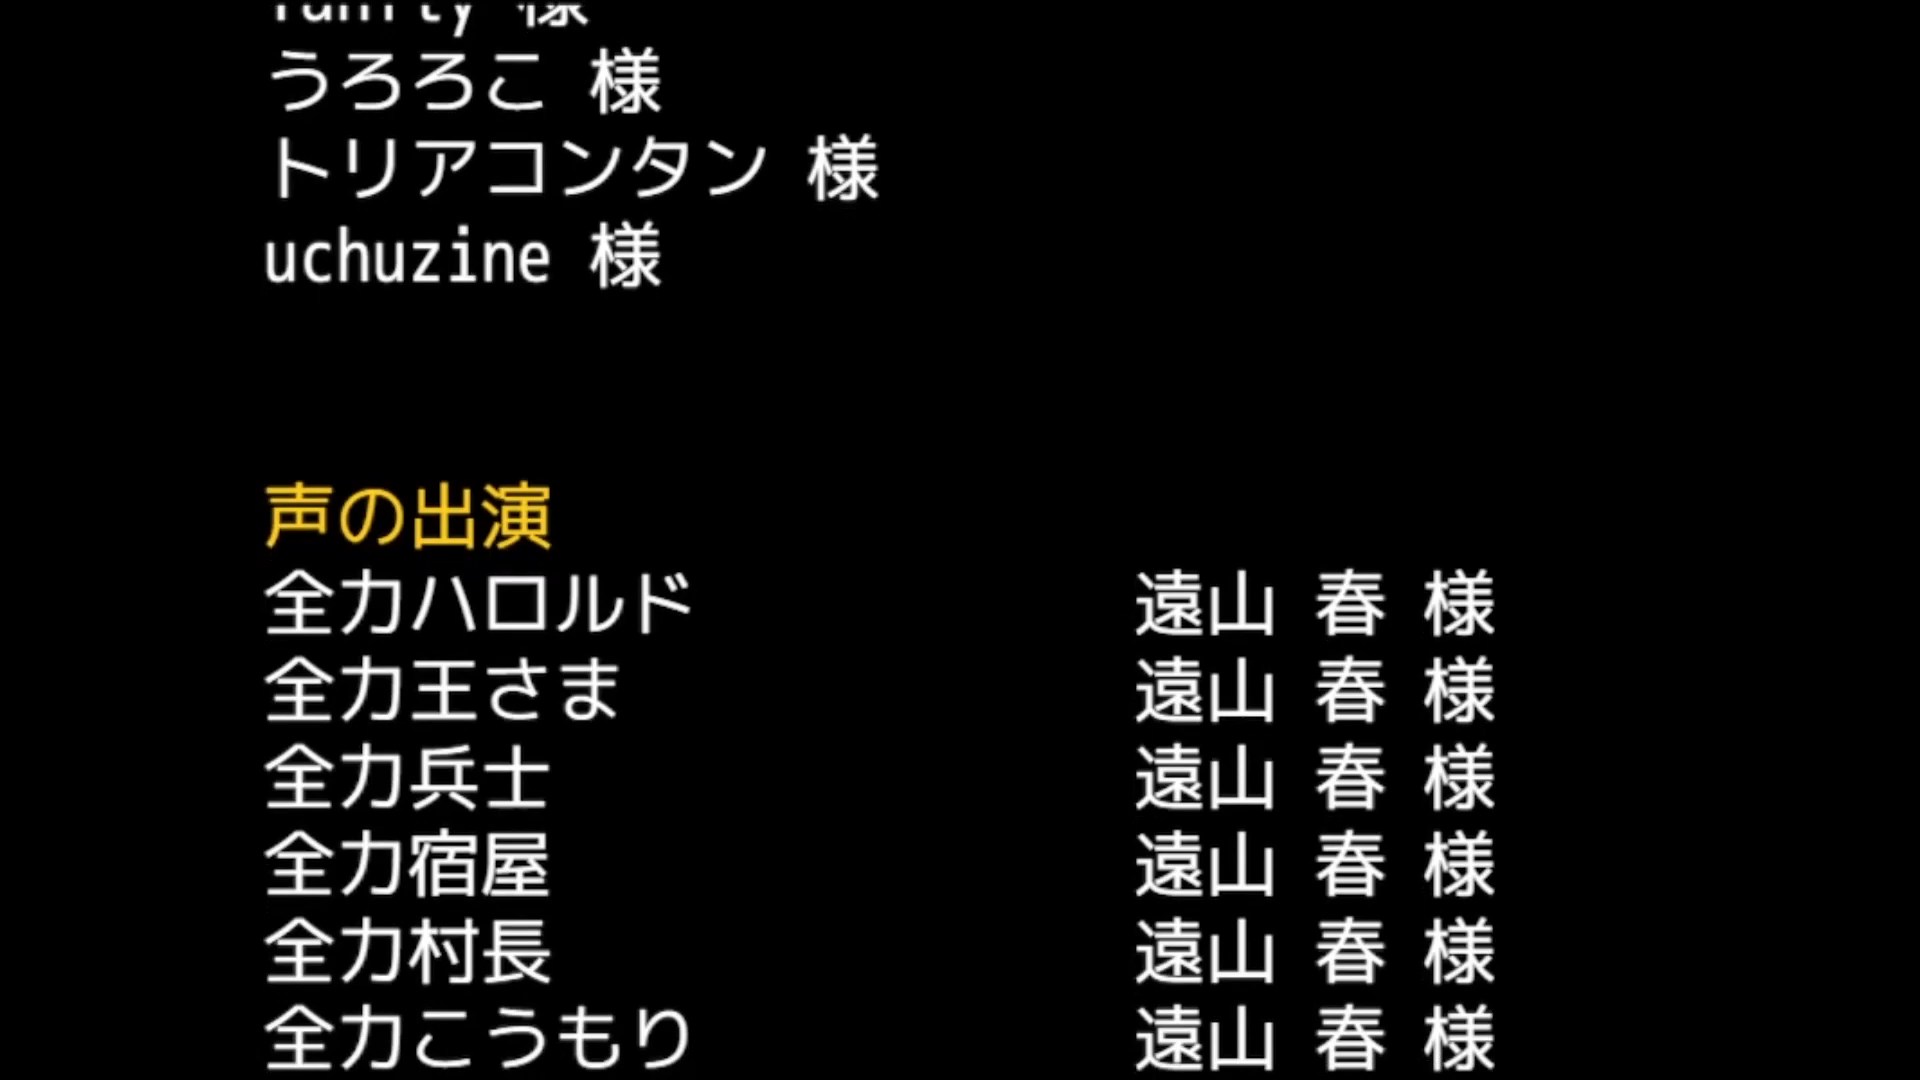 様
うろろこ 様
トリアコンタン 様
uchuzine 様
声の出演
全力ハロルド 遠山 春 様
全力王さま 遠山 春 様
全力兵士 遠山 春 様
全力宿屋 遠山 春 様
全力村長 遠山 春 様
全力こうもり 遠山 春 様